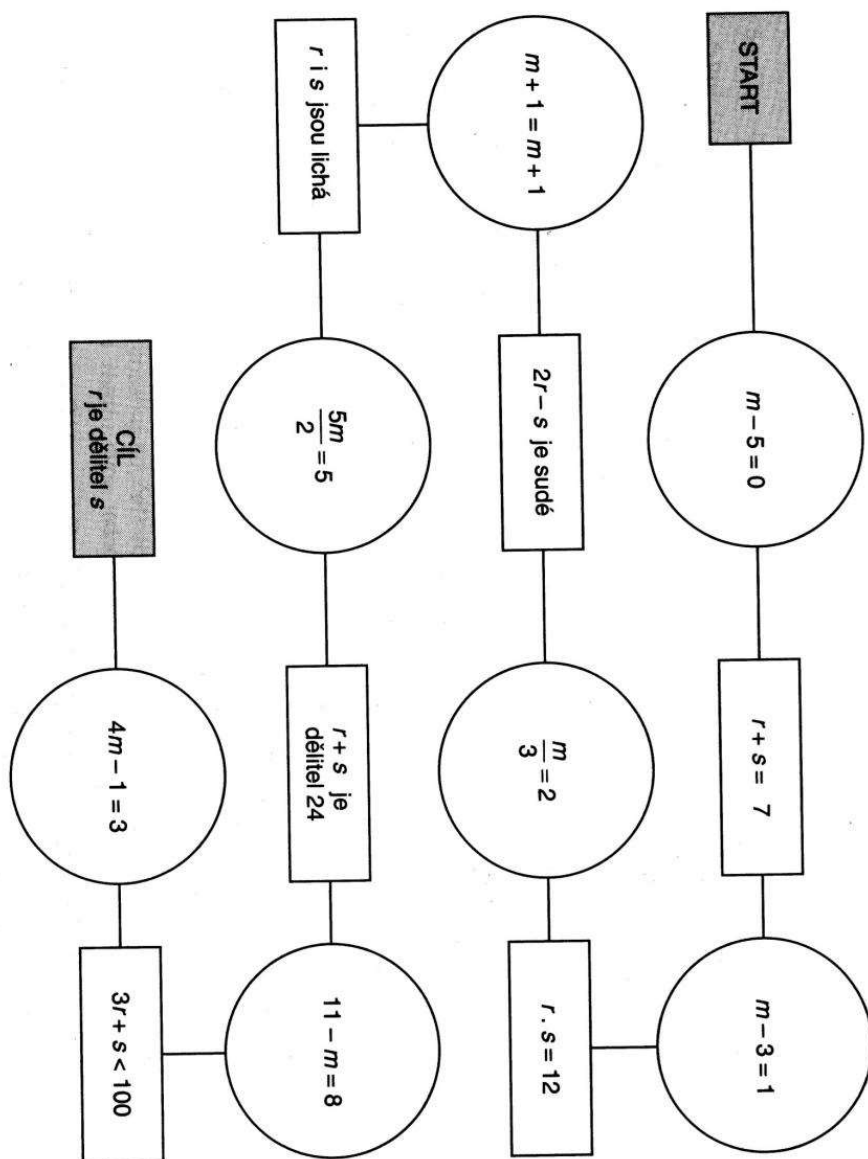 START
m – 5 = 0
r + s = 7
m – 3 = 1
r . s = 12
m/3 = 2
2r – s je sudé
m + 1 = m + 1
r i s jsou lichá
5m/2 = 5
r + s je
dělitel 24
11 – m = 8
3r + s < 100
4m – 1 = 3
CÍL
r je dělitel s